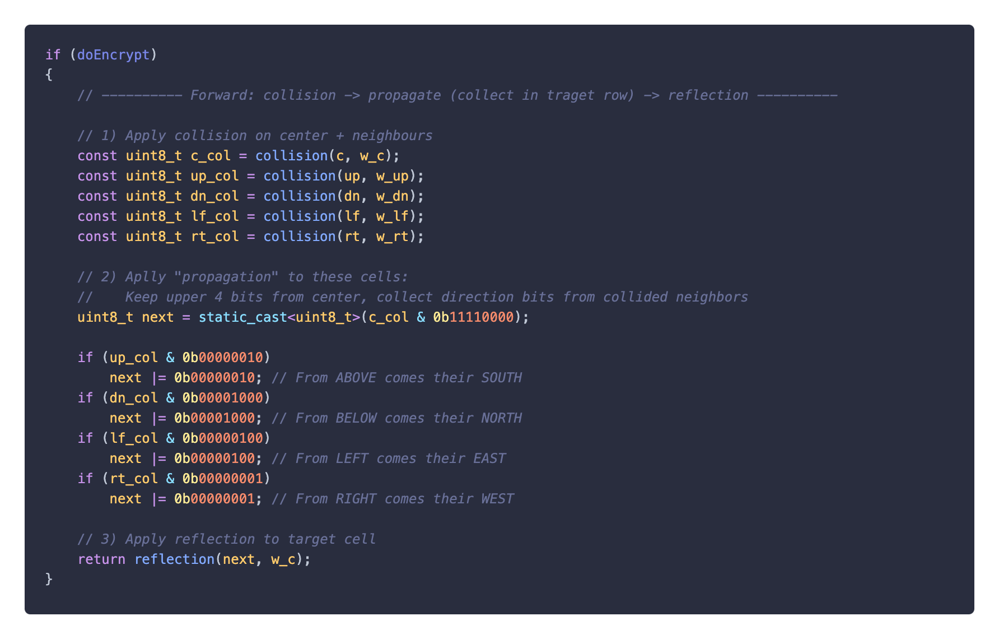 if (doEncrypt)
{
    // ---------- Forward: collision -> propagate (collect in traget row) -> reflection ----------

    // 1) Apply collision on center + neighbours
    const uint8_t c_col = collision(c, w_c);
    const uint8_t up_col = collision(up, w_up);
    const uint8_t dn_col = collision(dn, w_dn);
    const uint8_t lf_col = collision(lf, w_lf);
    const uint8_t rt_col = collision(rt, w_rt);

    // 2) Aplly "propagation" to these cells:
    //    Keep upper 4 bits from center, collect direction bits from collided neighbors
    uint8_t next = static_cast<uint8_t>(c_col & 0b11110000);

    if (up_col & 0b00000010)
        next |= 0b00000010; // From ABOVE comes their SOUTH
    if (dn_col & 0b00001000)
        next |= 0b00001000; // From BELOW comes their NORTH
    if (lf_col & 0b00000100)
        next |= 0b00000100; // From LEFT comes their EAST
    if (rt_col & 0b00000001)
        next |= 0b00000001; // From RIGHT comes their WEST

    // 3) Apply reflection to target cell
    return reflection(next, w_c);
}